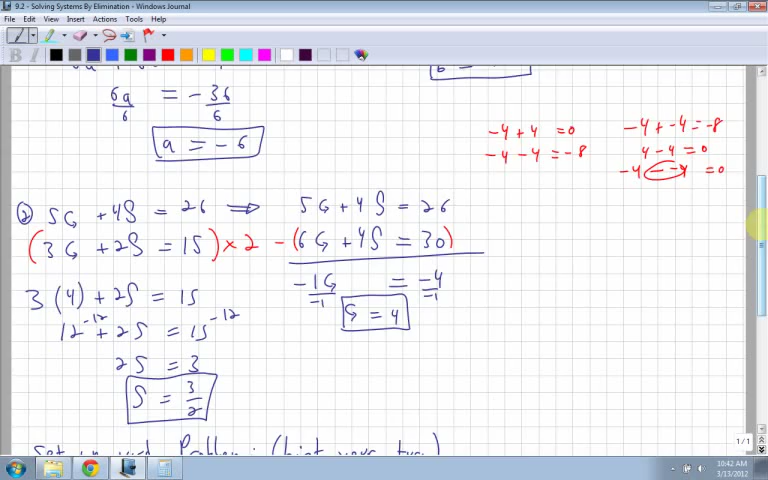 9.2 - Solving Systems By Elimination - Windows Journal
File Edit View Insert Actions Tools Help
B I
6a/6 = -36/6
a = -6
-4 + 4 = 0
-4 - 4 = -8
-4 + -4 = -8
4 - 4 = 0
-4 - -4 = 0
② 5G + 4S = 26 ⇒ 5G + 4S = 26
(3G + 2S = 15) × 2 - (6G + 4S = 30)
-1G/-1 = -4/-1
G = 4
3(4) + 2S = 15
12 -12 + 2S = 15 -12
2S = 3
S = 3/2
1 / 1
10:42 AM
3/13/2012